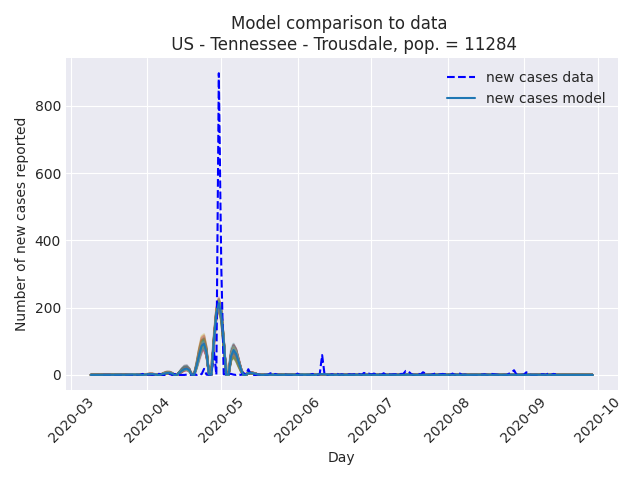 Model comparison to data
US - Tennessee - Trousdale, pop. = 11284
new cases data
new cases model
Number of new cases reported
800
600
400
200
0
2020-03
2020-04
2020-05
2020-06
2020-07
2020-08
2020-09
2020-10
Day